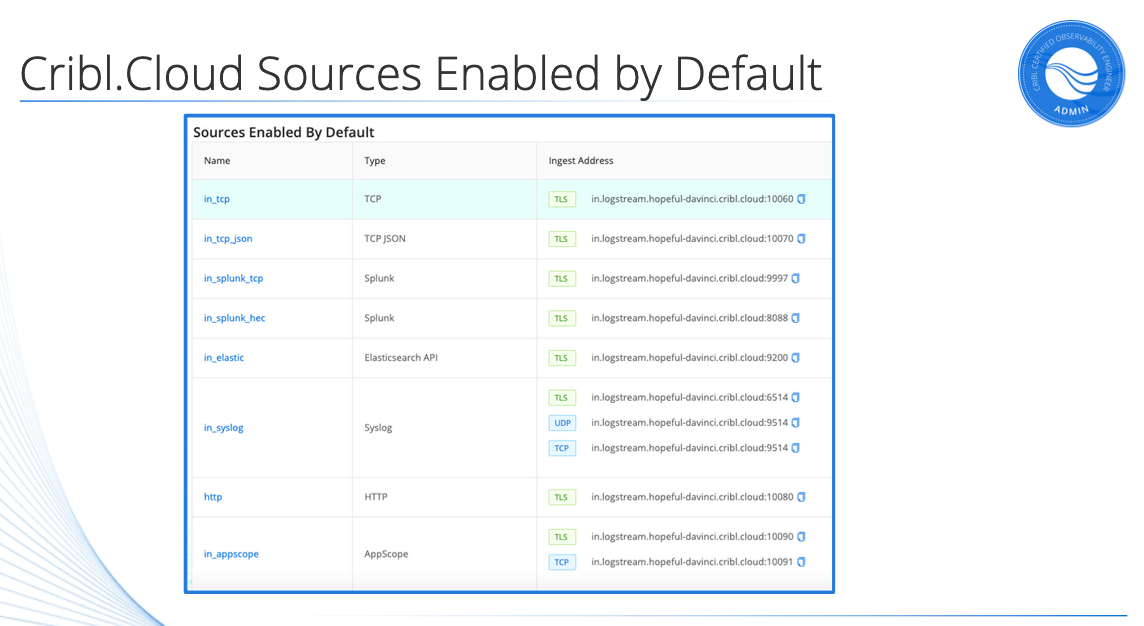 Cribl.Cloud Sources Enabled by Default
CRIBL CERTIFIED OBSERVABILITY ENGINEER
ADMIN
Sources Enabled By Default
Name Type Ingest Address
in_tcp TCP TLS in.logstream.hopeful-davinci.cribl.cloud:10060
in_tcp_json TCP JSON TLS in.logstream.hopeful-davinci.cribl.cloud:10070
in_splunk_tcp Splunk TLS in.logstream.hopeful-davinci.cribl.cloud:9997
in_splunk_hec Splunk TLS in.logstream.hopeful-davinci.cribl.cloud:8088
in_elastic Elasticsearch API TLS in.logstream.hopeful-davinci.cribl.cloud:9200
TLS in.logstream.hopeful-davinci.cribl.cloud:6514
in_syslog Syslog UDP in.logstream.hopeful-davinci.cribl.cloud:9514
TCP in.logstream.hopeful-davinci.cribl.cloud:9514
http HTTP TLS in.logstream.hopeful-davinci.cribl.cloud:10080
TLS in.logstream.hopeful-davinci.cribl.cloud:10090
in_appscope AppScope TCP in.logstream.hopeful-davinci.cribl.cloud:10091